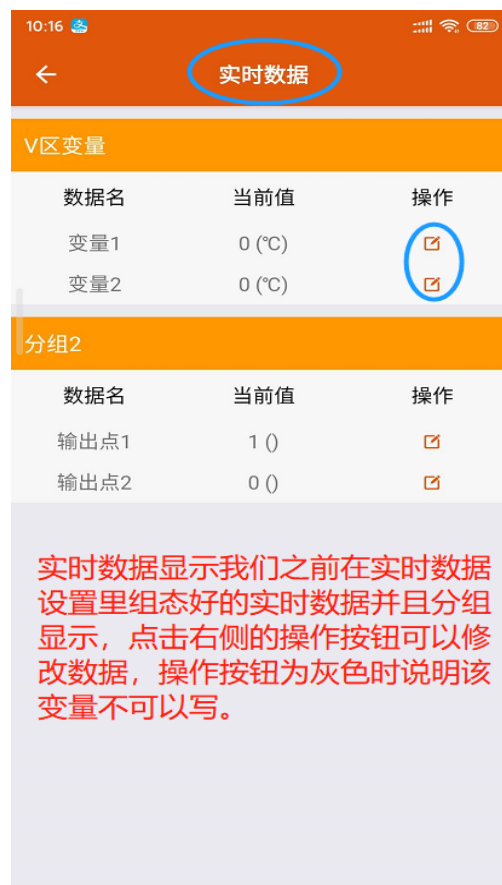 10:16 82
实时数据
V区变量
数据名 当前值 操作
变量1 0 (℃)
变量2 0 (℃)
分组2
数据名 当前值 操作
输出点1 1 ()
输出点2 0 ()
实时数据显示我们之前在实时数据
设置里组态好的实时数据并且分组
显示，点击右侧的操作按钮可以修
改数据，操作按钮为灰色时说明该
变量不可以写。